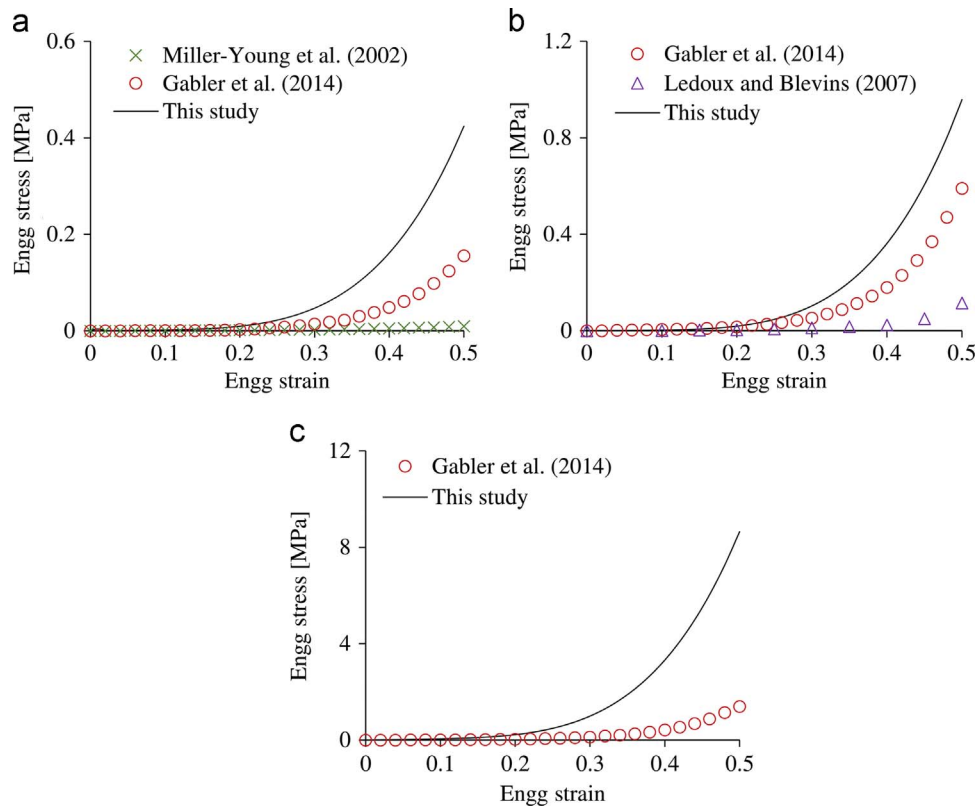 a
0.6
Miller-Young et al. (2002)
Gabler et al. (2014)
This study
0.4
0.2
0
Engg stress [MPa]
0 0.1 0.2 0.3 0.4 0.5
Engg strain
b
1.2
Gabler et al. (2014)
Ledoux and Blevins (2007)
This study
0.8
0.4
0
Engg stress [MPa]
0 0.1 0.2 0.3 0.4 0.5
Engg strain
c
12
Gabler et al. (2014)
This study
8
4
0
Engg stress [MPa]
0 0.1 0.2 0.3 0.4 0.5
Engg strain